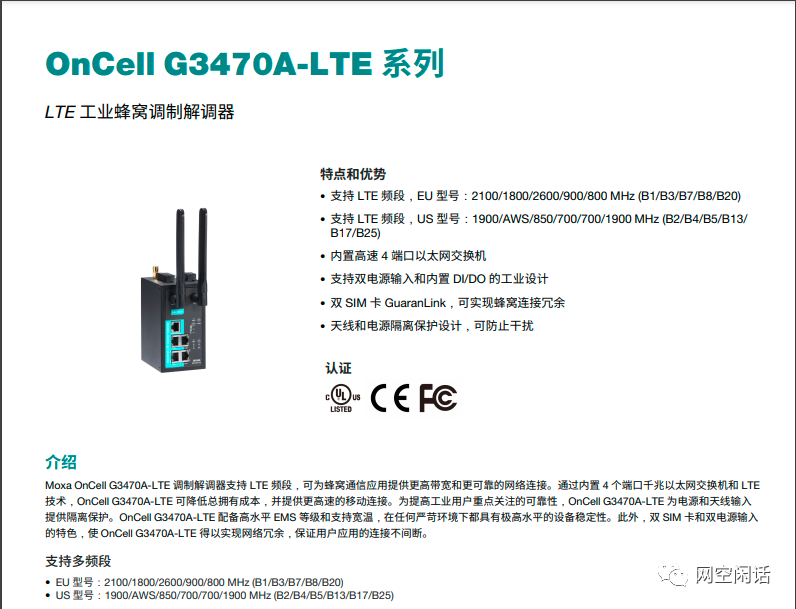 OnCell G3470A-LTE 系列
LTE 工业蜂窝调制解调器
特点和优势
• 支持 LTE 频段，EU 型号：2100/1800/2600/900/800 MHz (B1/B3/B7/B8/B20)
• 支持 LTE 频段，US 型号：1900/AWS/850/700/700/1900 MHz (B2/B4/B5/B13/
B17/B25)
• 内置高速 4 端口以太网交换机
• 支持双电源输入和内置 DI/DO 的工业设计
• 双 SIM 卡 GuaranLink，可实现蜂窝连接冗余
• 天线和电源隔离保护设计，可防止干扰
认证
C UL US
LISTED
CE FC
介绍
Moxa OnCell G3470A-LTE 调制解调器支持 LTE 频段，可为蜂窝通信应用提供更高带宽和更可靠的网络连接。通过内置 4 个端口千兆以太网交换机和 LTE
技术，OnCell G3470A-LTE 可降低总拥有成本，并提供更高速的移动连接。为提高工业用户重点关注的可靠性，OnCell G3470A-LTE 为电源和天线输入
提供隔离保护。OnCell G3470A-LTE 配备高水平 EMS 等级和支持宽温，在任何严苛环境下都具有极高水平的设备稳定性。此外，双 SIM 卡和双电源输入
的特色，使 OnCell G3470A-LTE 得以实现网络冗余，保证用户应用的连接不间断。
支持多频段
• EU 型号：2100/1800/2600/900/800 MHz (B1/B3/B7/B8/B20)
• US 型号：1900/AWS/850/700/700/1900 MHz (B2/B4/B5/B13/B17/B25)
网空闲话